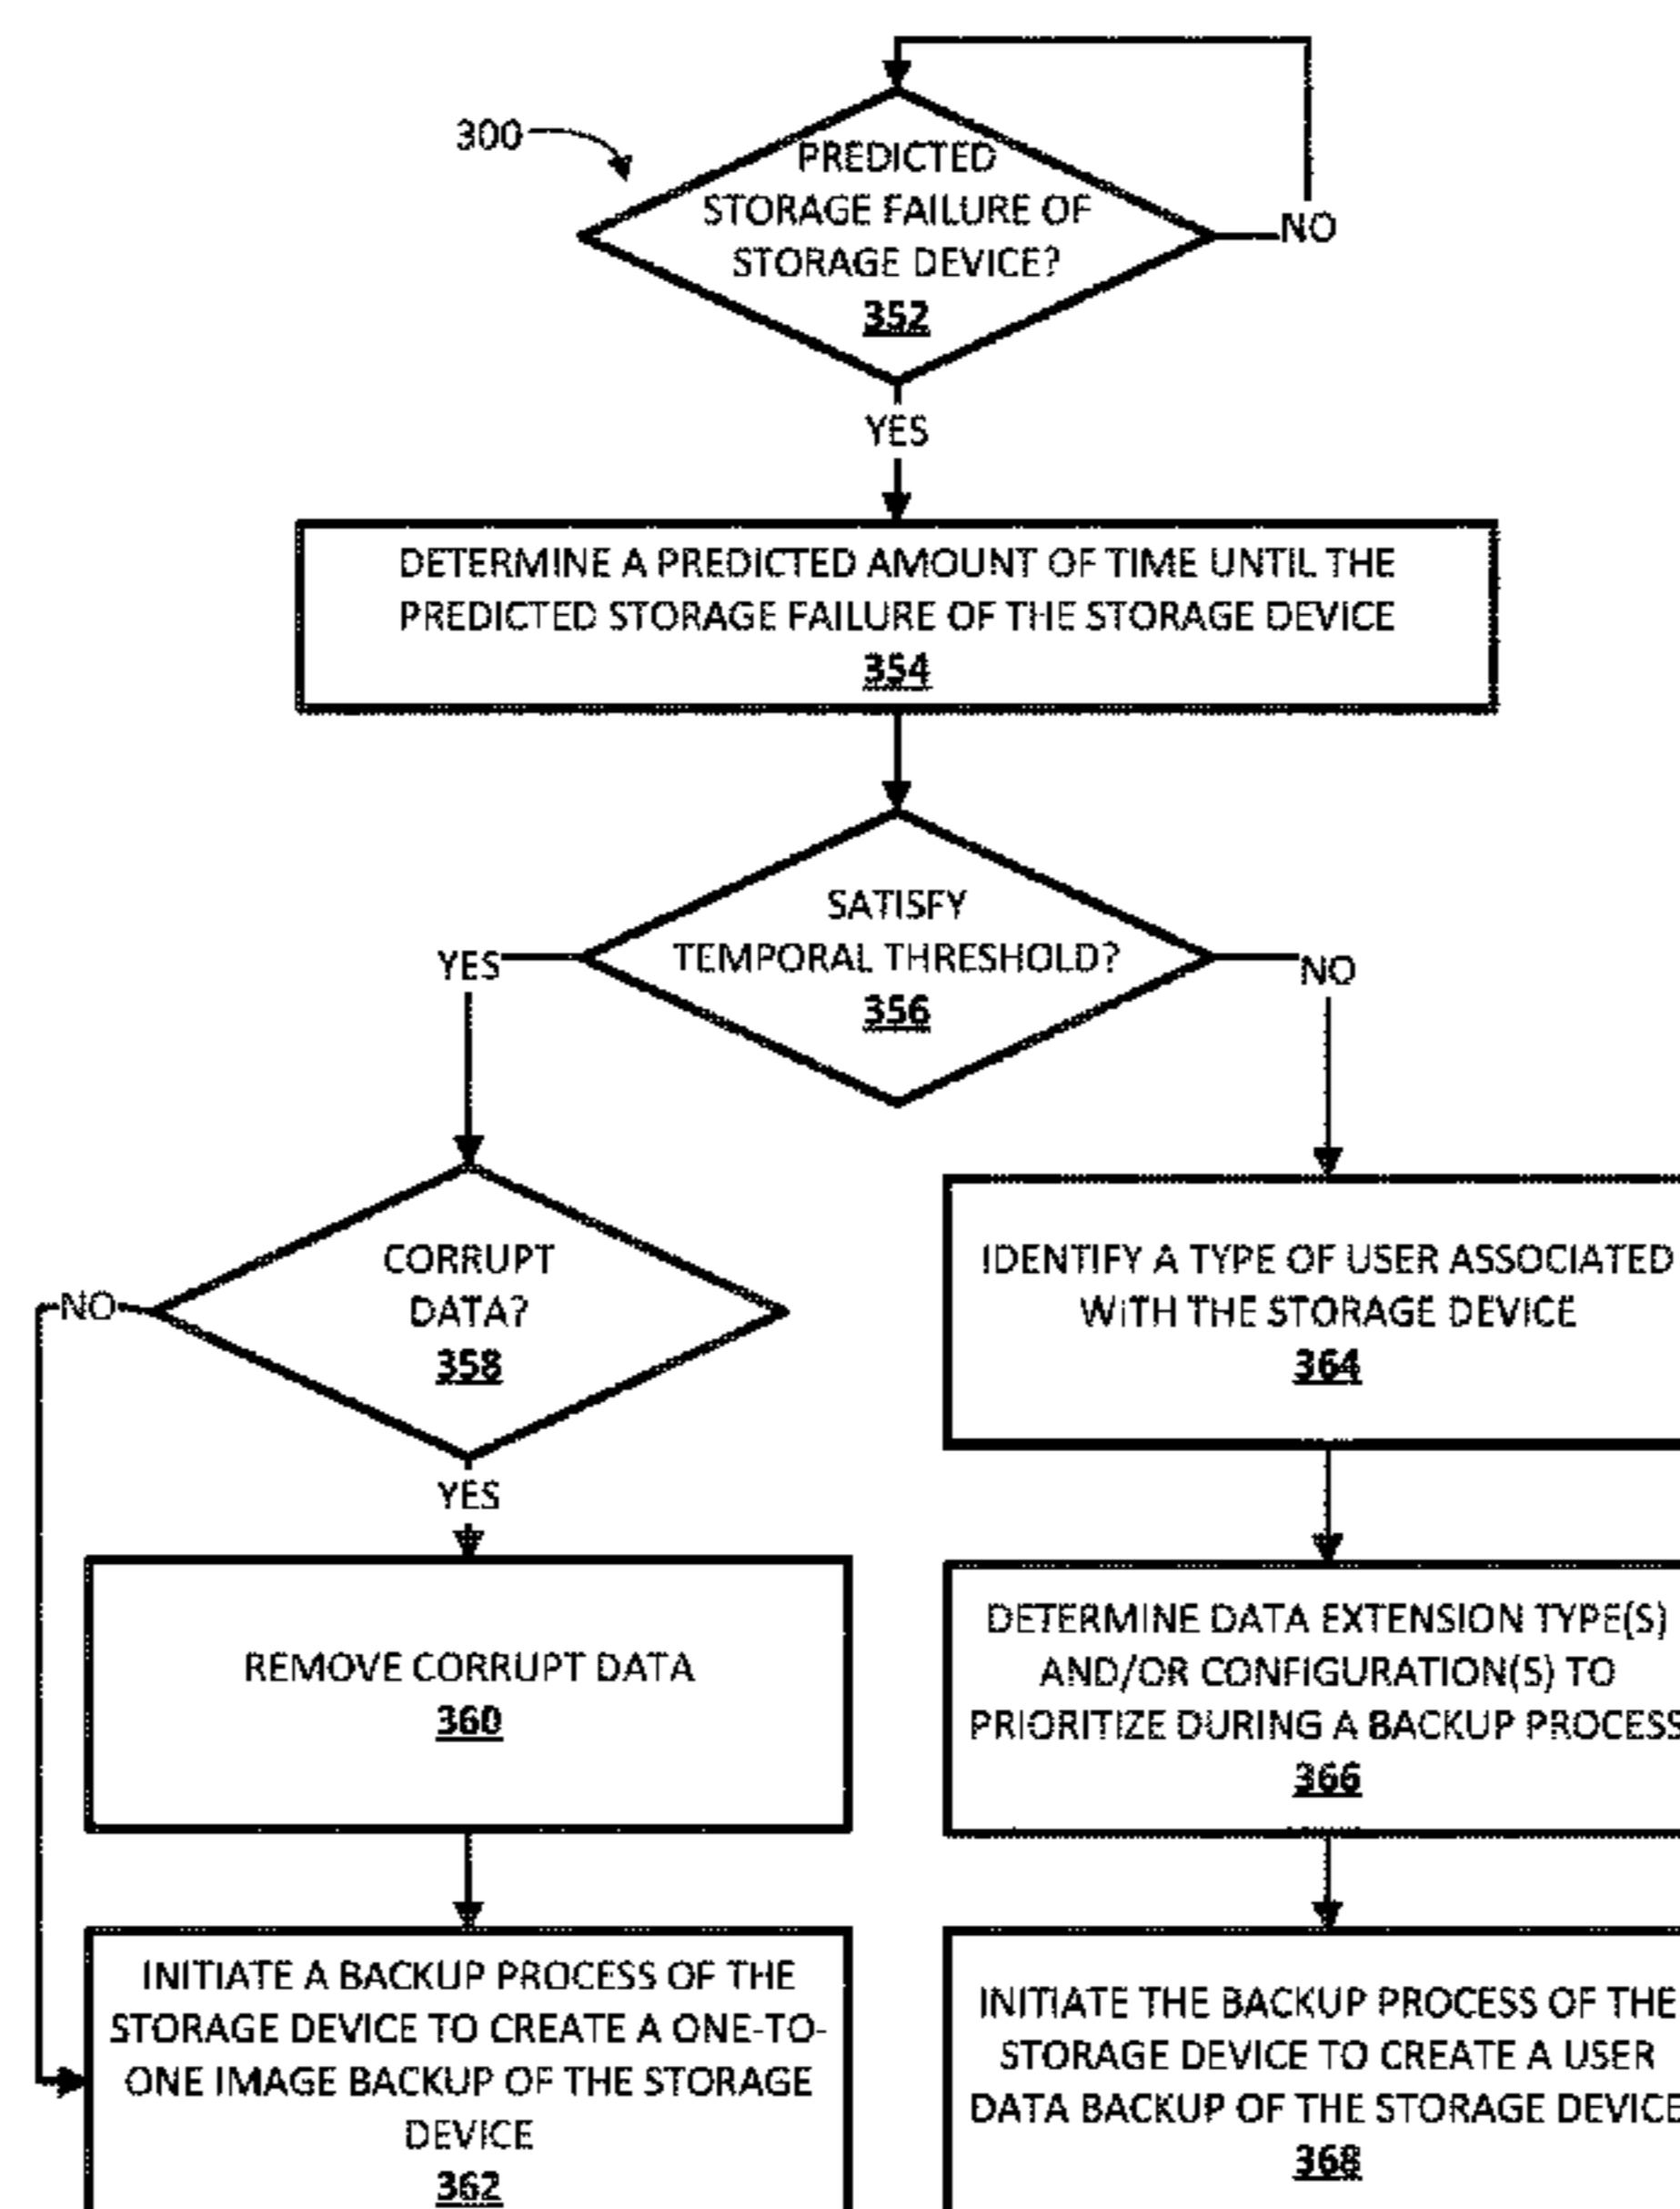 300
PREDICTED
STORAGE FAILURE OF
STORAGE DEVICE?
352
NO
YES
DETERMINE A PREDICTED AMOUNT OF TIME UNTIL THE
PREDICTED STORAGE FAILURE OF THE STORAGE DEVICE
354
SATISFY
TEMPORAL THRESHOLD?
356
YES
NO
CORRUPT
DATA?
358
NO
YES
REMOVE CORRUPT DATA
360
INITIATE A BACKUP PROCESS OF THE
STORAGE DEVICE TO CREATE A ONE-TO-
ONE IMAGE BACKUP OF THE STORAGE
DEVICE
362
IDENTIFY A TYPE OF USER ASSOCIATED
WITH THE STORAGE DEVICE
364
DETERMINE DATA EXTENSION TYPE(S)
AND/OR CONFIGURATION(S) TO
PRIORITIZE DURING A BACKUP PROCESS
366
INITIATE THE BACKUP PROCESS OF THE
STORAGE DEVICE TO CREATE A USER
DATA BACKUP OF THE STORAGE DEVICE
368